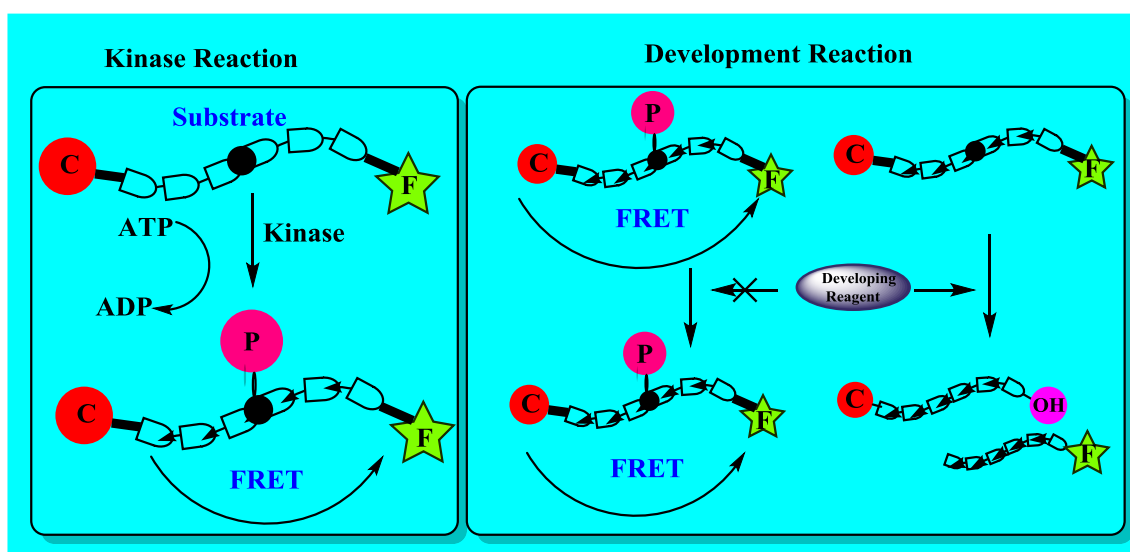 Kinase Reaction
Substrate
C
F
ATP
Kinase
ADP
P
C
F
FRET
Development Reaction
P
C
F
FRET
C
F
Developing
Reagent
P
C
F
FRET
C
OH
F